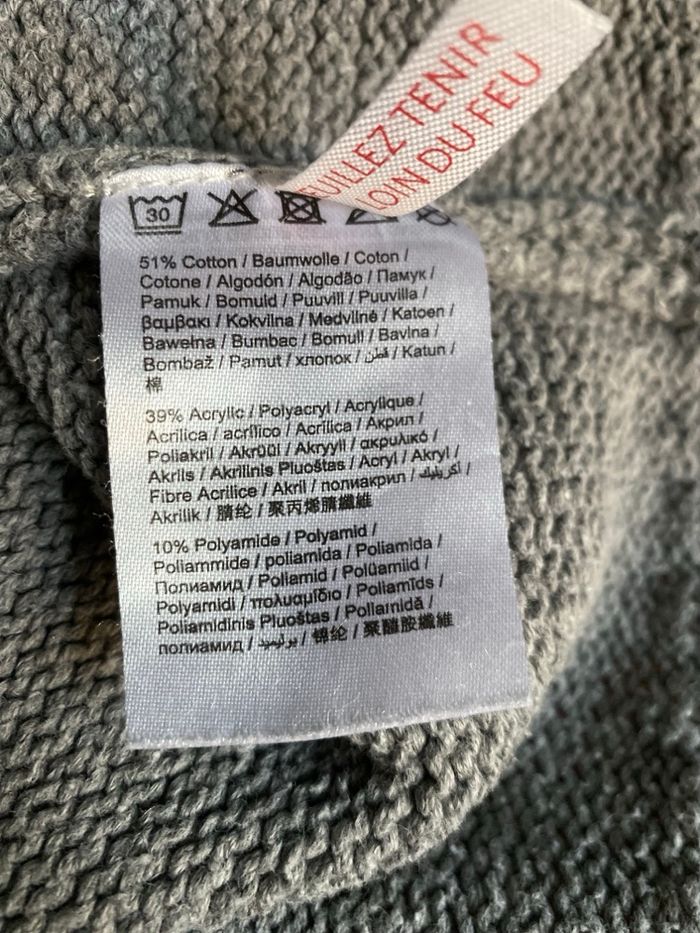 EUILLEZ TENIR
LOIN DU FEU
30
51% Cotton / Baumwolle / Coton /
Cotone / Algodón / Algodão / Памук /
Pamuk / Bomuld / Puuvill / Puuvilla /
βαμβακι / Kokvilna / Medvilnė / Katoen /
Bawełna / Bumbac / Bomull / Bavlna /
Bombaž / Pamut / хлопок / قطن / Katun /
棉
39% Acrylic / Polyacryl / Acrylique /
Acrilica / acrílico / Acrílica / Акрил /
Poliakril / Akrüül / Akryyli / ακρυλικό /
Akrils / Akrilinis Pluoštas / Acryl / Akryl /
Fibre Acrilice / Akril / полиакрил / أكريليك /
Akrilik / 腈纶 / 聚丙烯腈纖維
10% Polyamide / Polyamid /
Poliammide / poliamida / Poliamida /
Полиамид / Poliamid / Polüamiid /
Polyamidi / πολυαμίδιο / Poliamīds /
Poliamidinis Pluoštas / Poliamidă /
полиамид / بوليميد / 锦纶 / 聚醯胺纖維